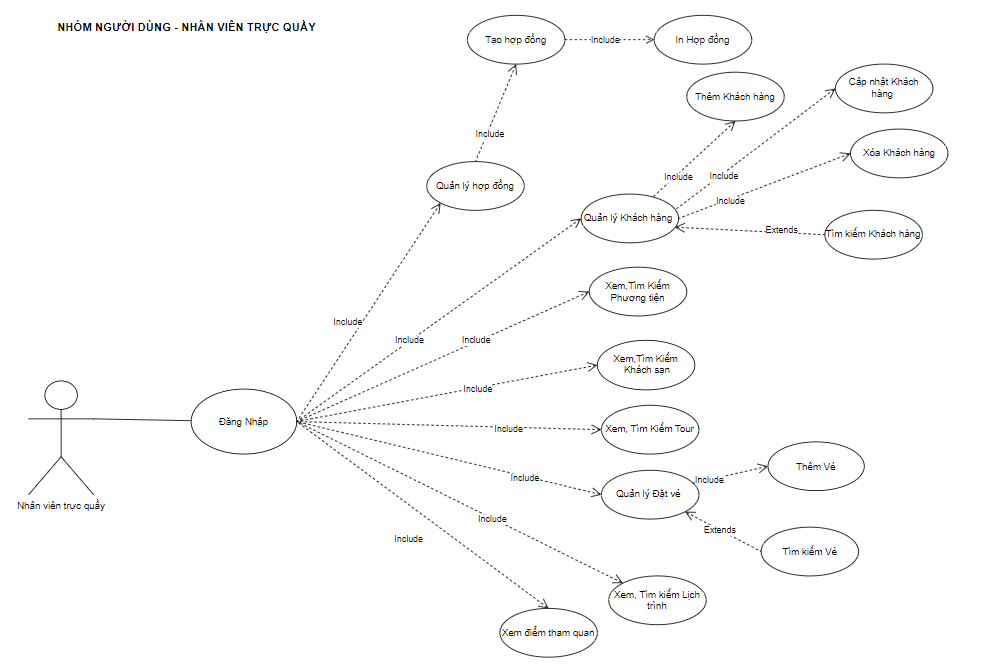 NHÓM NGƯỜI DÙNG - NHÂN VIÊN TRỰC QUẦY
Tạo hợp đồng
Include
In Hợp đồng
Thêm Khách hàng
Cập nhật Khách
hàng
Include
Xóa Khách hàng
Quản lý hợp đồng
Include
Include
Include
Quản lý Khách hàng
Extends
Tìm kiếm Khách hàng
Xem,Tìm Kiếm
Phương tiện
Include
Include
Include
Xem,Tìm Kiếm
Khách sạn
Include
Đăng Nhập
Include
Xem, Tìm Kiếm Tour
Thêm Vé
Include
Include
Quản lý Đặt vé
Nhân viên trực quầy
Include
Extends
Include
Tìm kiếm Vé
Xem, Tìm kiếm Lịch
trình
Xem điểm tham quan